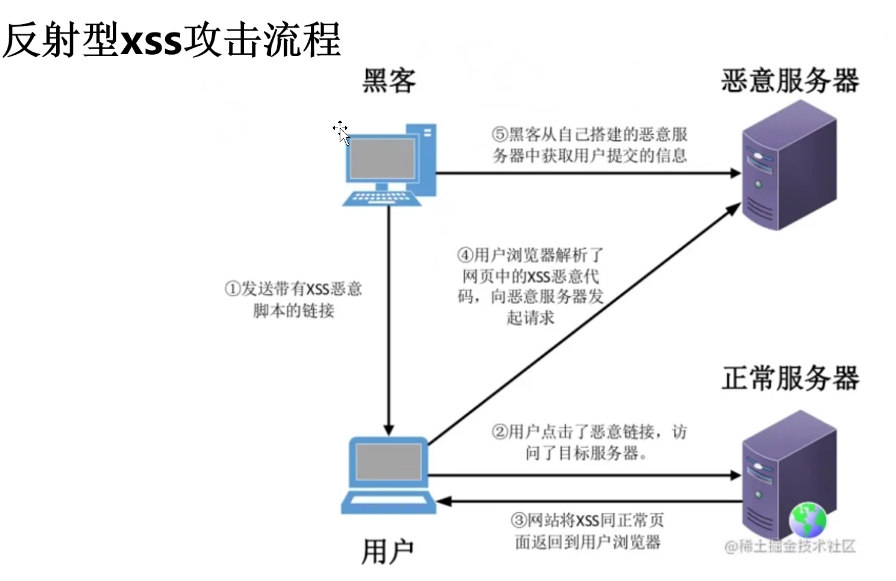 反射型xss攻击流程
黑客
恶意服务器
⑤黑客从自己搭建的恶意服
务器中获取用户提交的信息
④用户浏览器解析了
网页中的XSS恶意代
码，向恶意服务器发
起请求
①发送带有XSS恶意
脚本的链接
正常服务器
②用户点击了恶意链接，访
问了目标服务器。
③网站将XSS同正常页
面返回到用户浏览器
用户
@稀土掘金技术社区